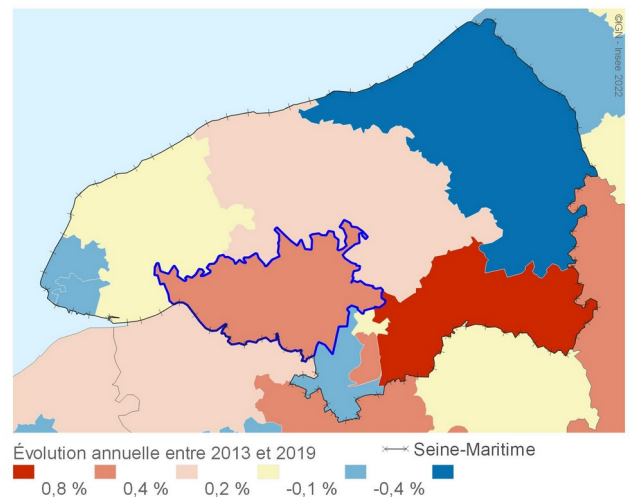 ©IGN - Insee 2022
Évolution annuelle entre 2013 et 2019
Seine-Maritime
0,8 % 0,4 % 0,2 % -0,1 % -0,4 %